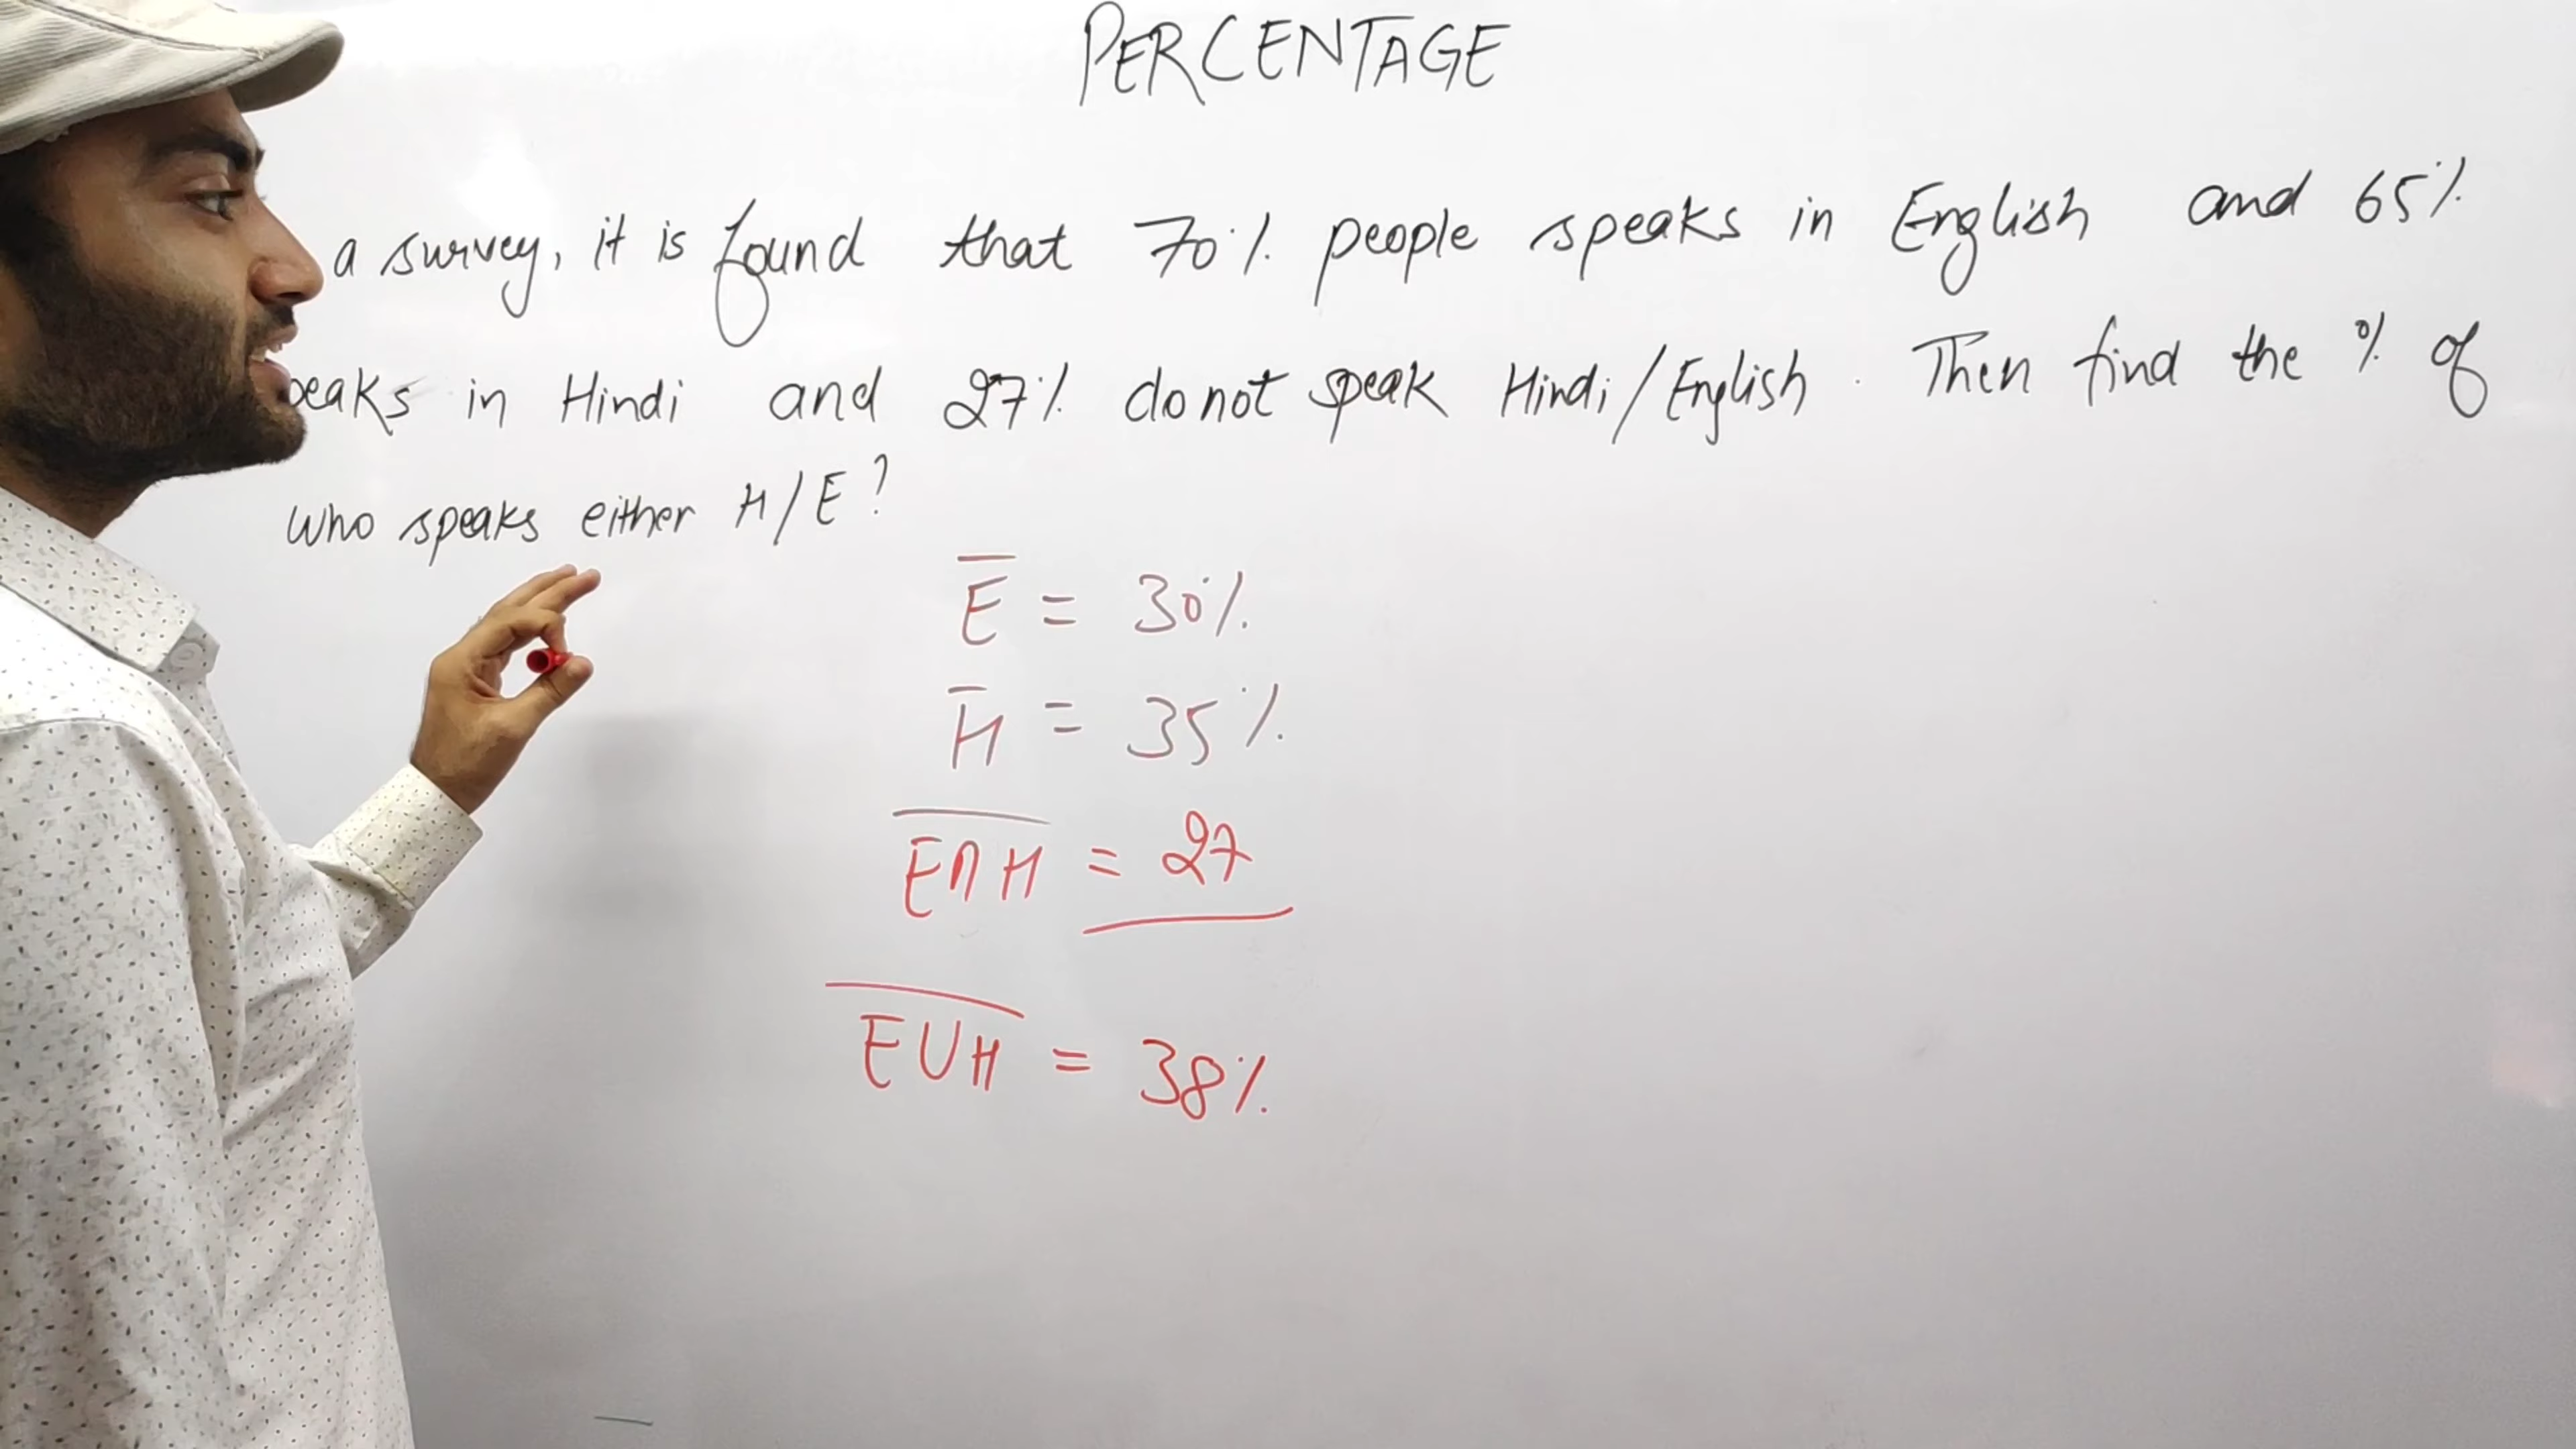 PERCENTAGE
a survey, it is found that 70% people speaks in English and 65%
peaks in Hindi and 27% do not speak Hindi/English. Then find the % of
who speaks either H/E?
E̅ = 30%
H̅ = 35%
E̅∩̅H̅ = 27
E̅∪̅H̅ = 38%